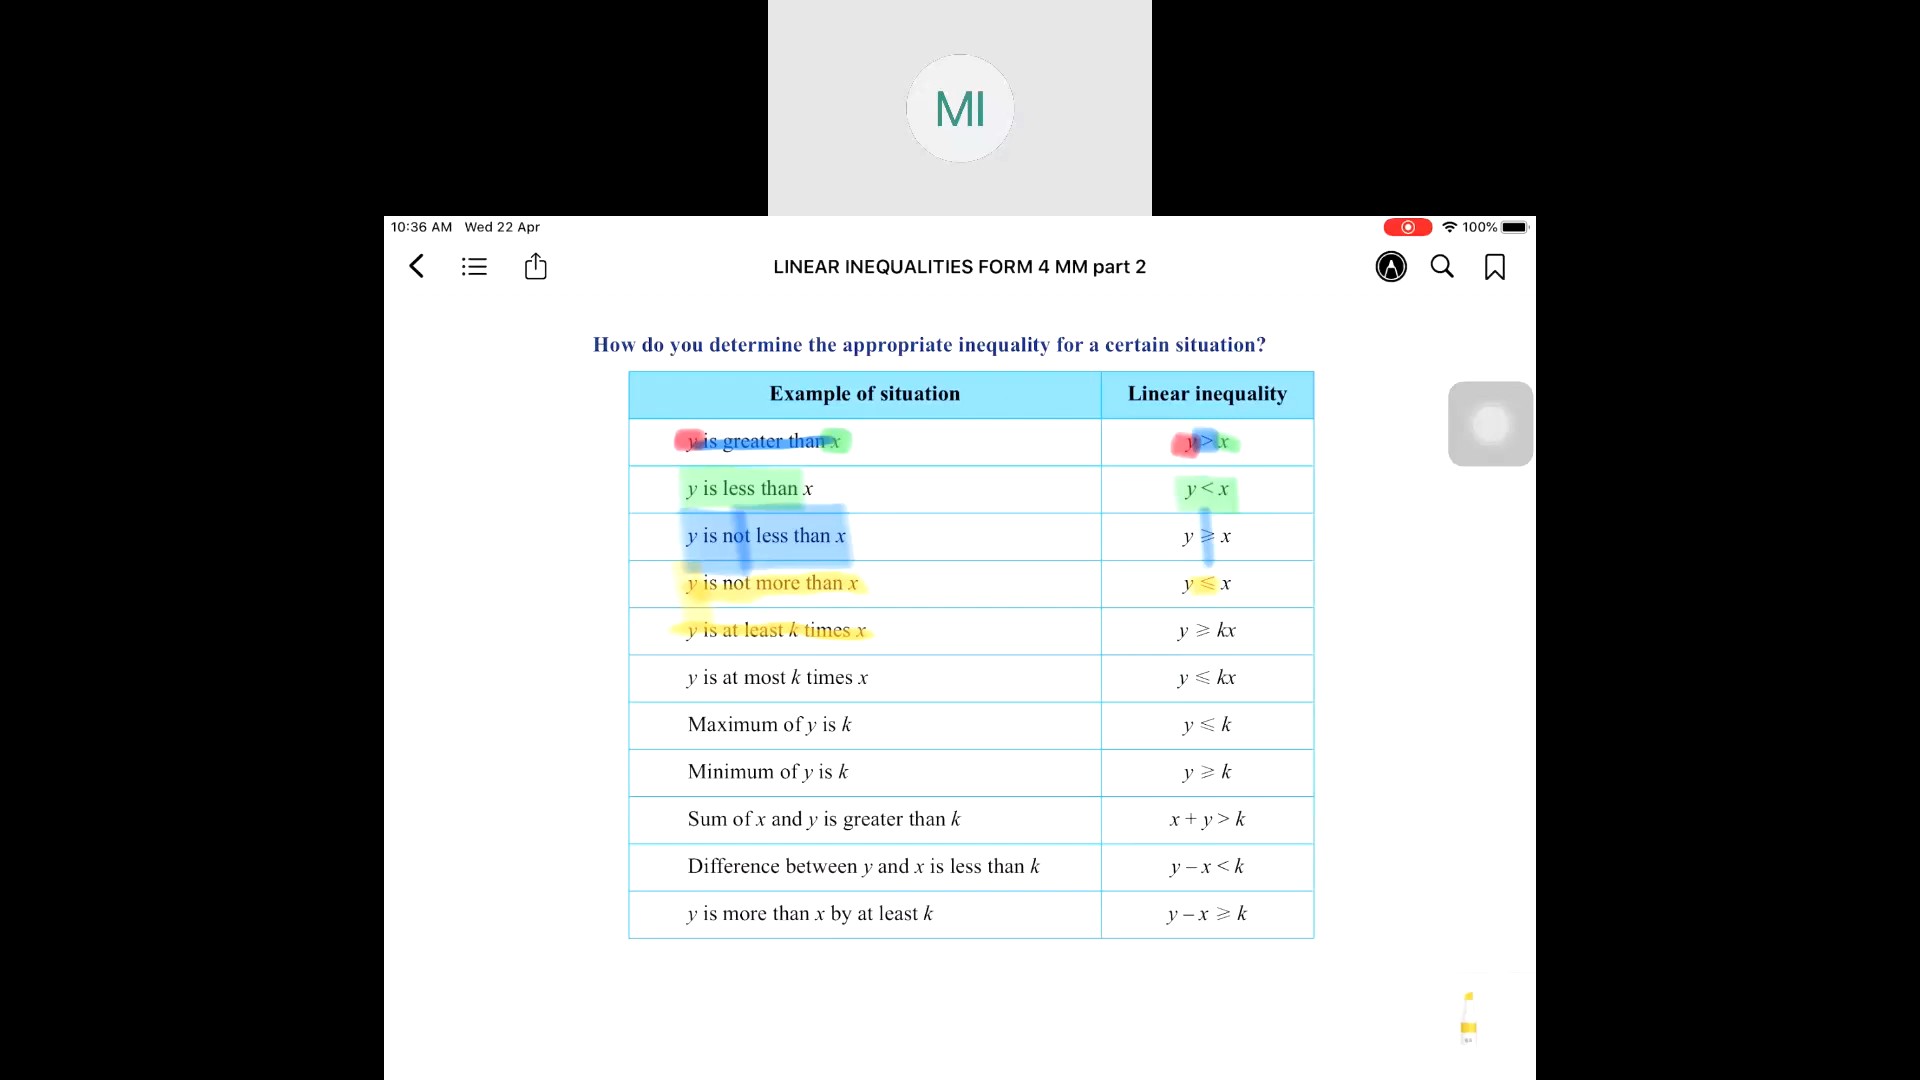 MI
10:36 AM Wed 22 Apr 100%
LINEAR INEQUALITIES FORM 4 MM part 2
How do you determine the appropriate inequality for a certain situation?
Example of situation Linear inequality
y is greater than x y > x
y is less than x y < x
y is not less than x y ⩾ x
y is not more than x y ⩽ x
y is at least k times x y ⩾ kx
y is at most k times x y ⩽ kx
Maximum of y is k y ⩽ k
Minimum of y is k y ⩾ k
Sum of x and y is greater than k x + y > k
Difference between y and x is less than k y – x < k
y is more than x by at least k y – x ⩾ k